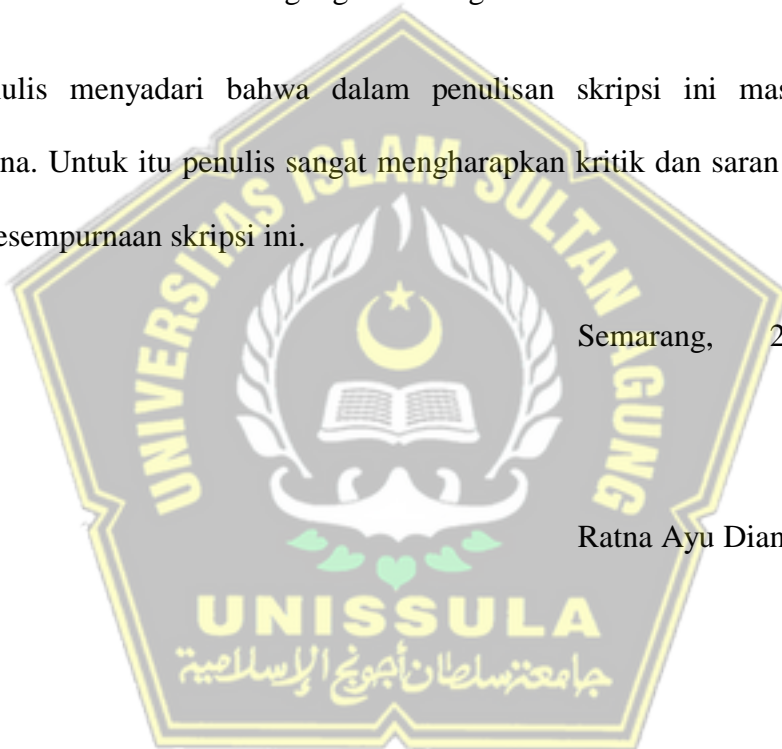 ulis menyadari bahwa dalam penulisan skripsi ini mas
na. Untuk itu penulis sangat mengharapkan kritik dan saran
esempurnaan skripsi ini.
Semarang, 2
Ratna Ayu Dian
UNIVERSITAS ISLAM SULTAN AGUNG
UNISSULA
جامعة سلطان أجونج الإسلامية